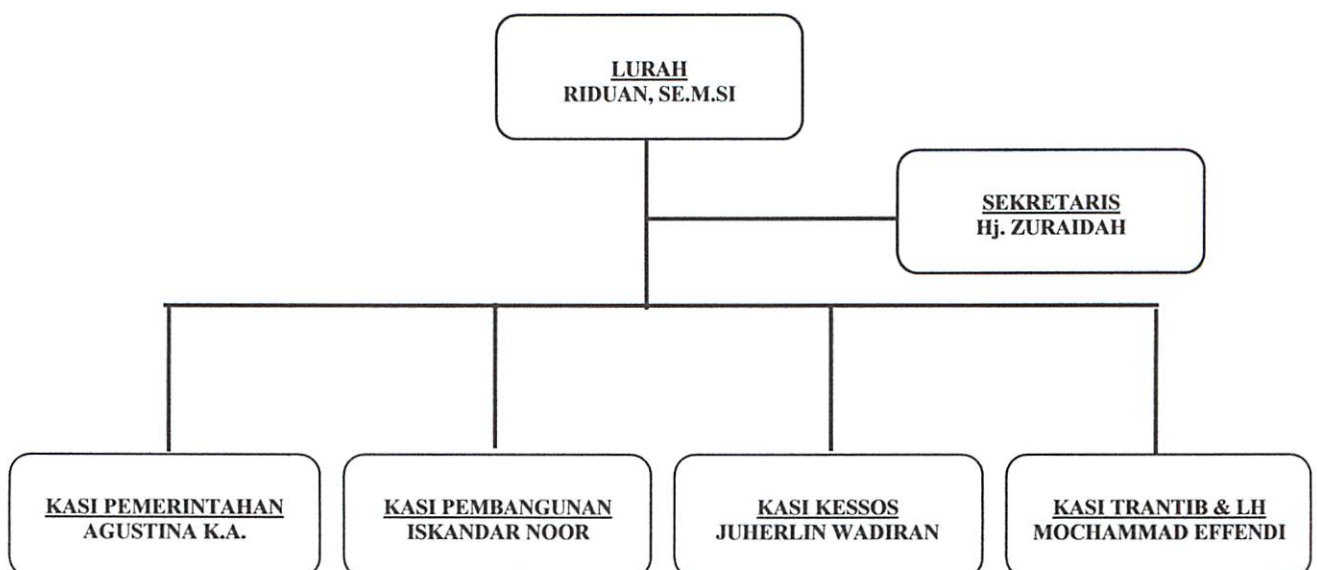 LURAH
RIDUAN, SE.M.SI
SEKRETARIS
Hj. ZURAIDAH
KASI PEMERINTAHAN
AGUSTINA K.A.
KASI PEMBANGUNAN
ISKANDAR NOOR
KASI KESSOS
JUHERLIN WADIRAN
KASI TRANTIB & LH
MOCHAMMAD EFFENDI